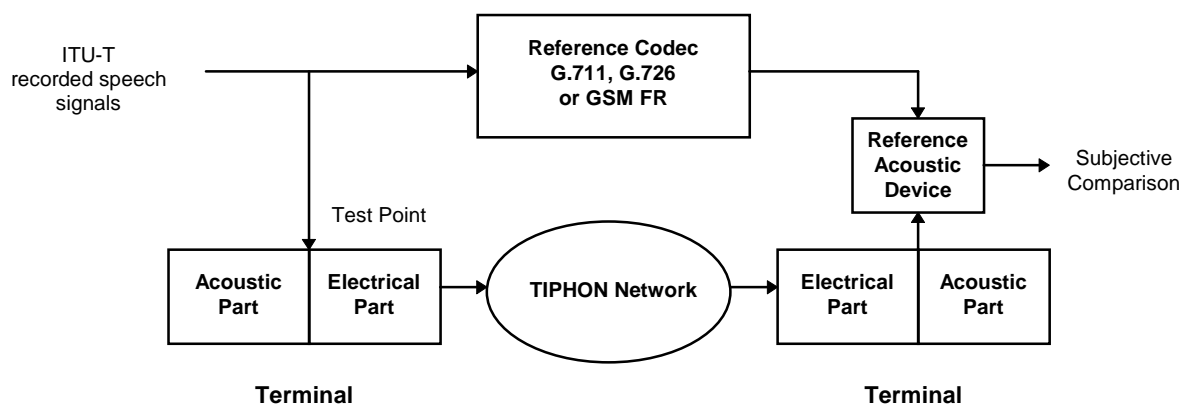 ITU-T
recorded speech
signals
Reference Codec
G.711, G.726
or GSM FR
Reference
Acoustic
Device
Subjective
Comparison
Test Point
Acoustic
Part
Electrical
Part
TIPHON Network
Electrical
Part
Acoustic
Part
Terminal
Terminal